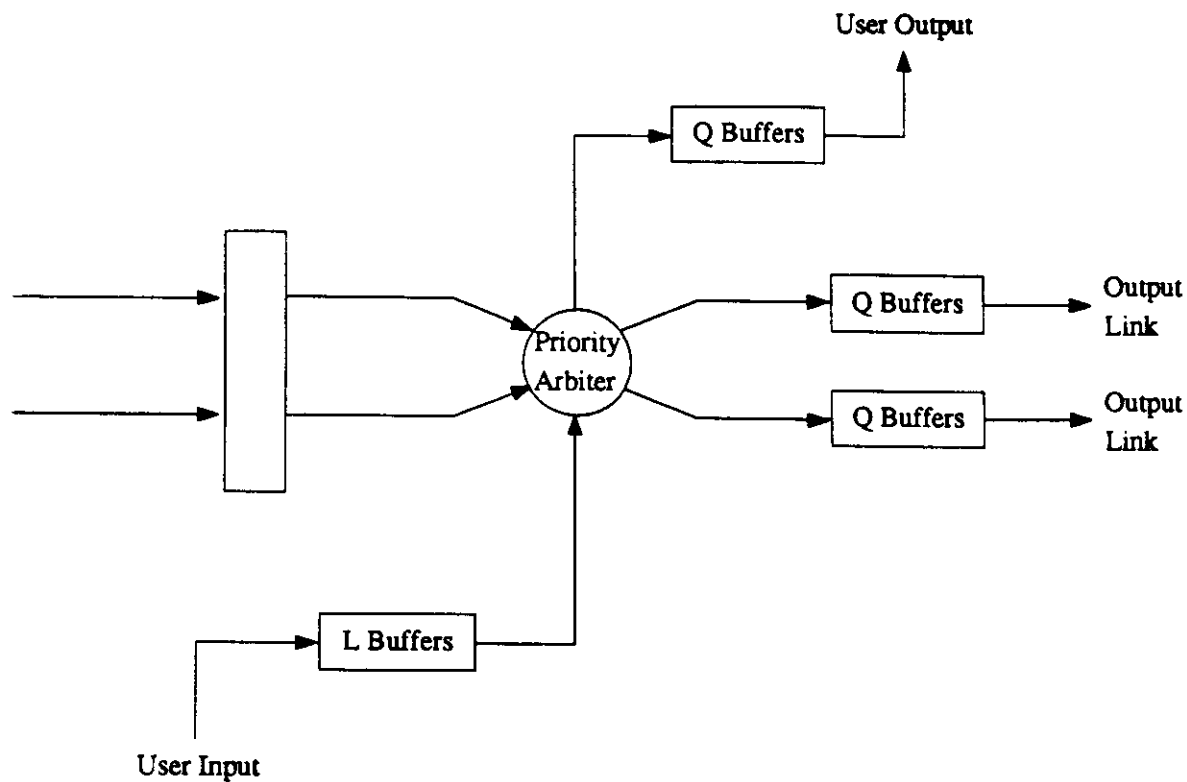 User Output
Q Buffers
Q Buffers
Output
Link
Priority
Arbiter
Q Buffers
Output
Link
L Buffers
User Input